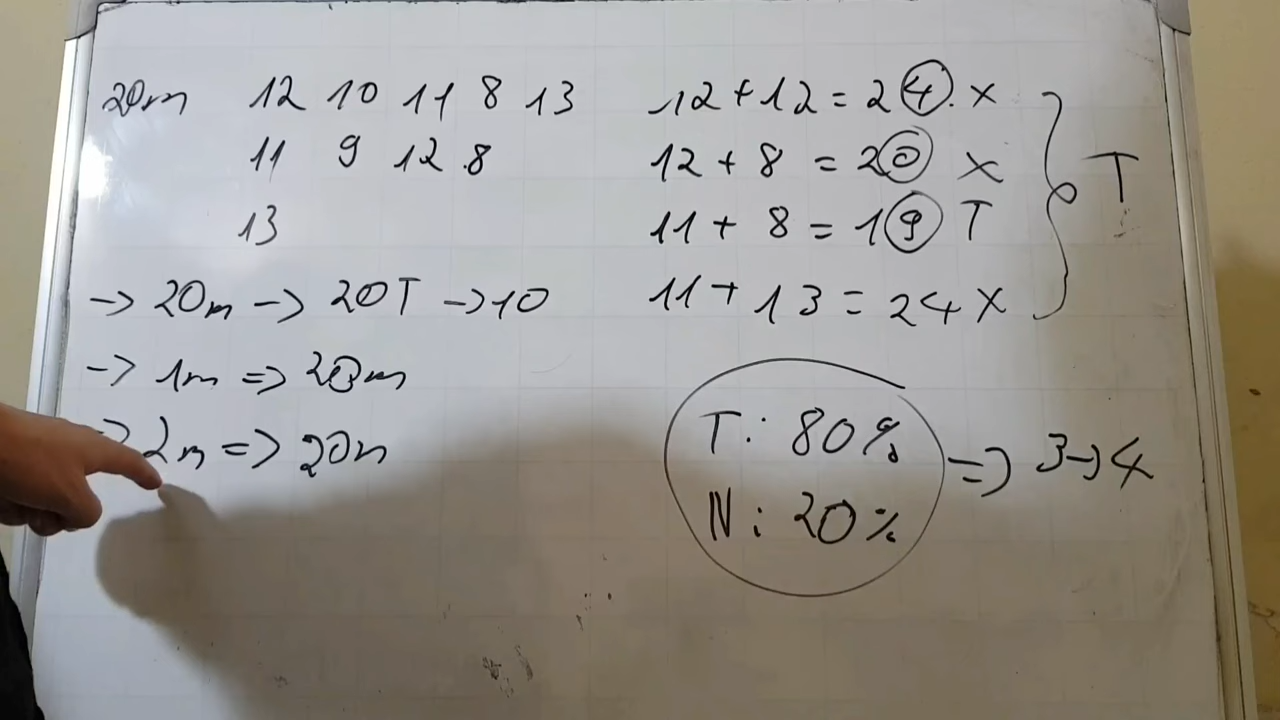 20m 12 10 11 8 13
11 9 12 8
13
-> 20m -> 20T -> 10
-> 1m => 20m
-> 2m => 20m
12 + 12 = 24 X
12 + 8 = 20 X
11 + 8 = 19 T
11 + 13 = 24 X
T
T: 80%
N: 20%
=> 3 -> 4